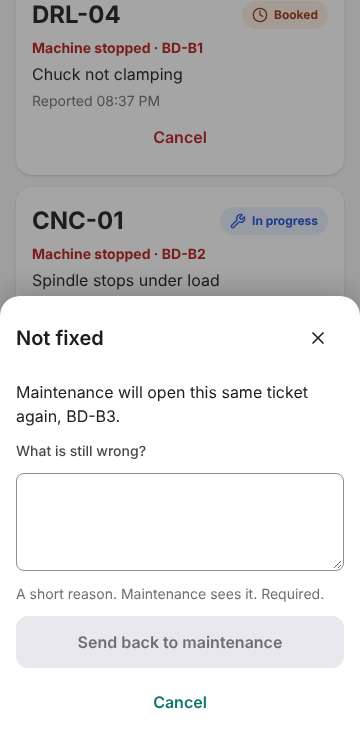 DRL-04
Booked
Machine stopped · BD-B1
Chuck not clamping
Reported 08:37 PM
Cancel
CNC-01
In progress
Machine stopped · BD-B2
Spindle stops under load
Not fixed
Maintenance will open this same ticket
again, BD-B3.
What is still wrong?
A short reason. Maintenance sees it. Required.
Send back to maintenance
Cancel